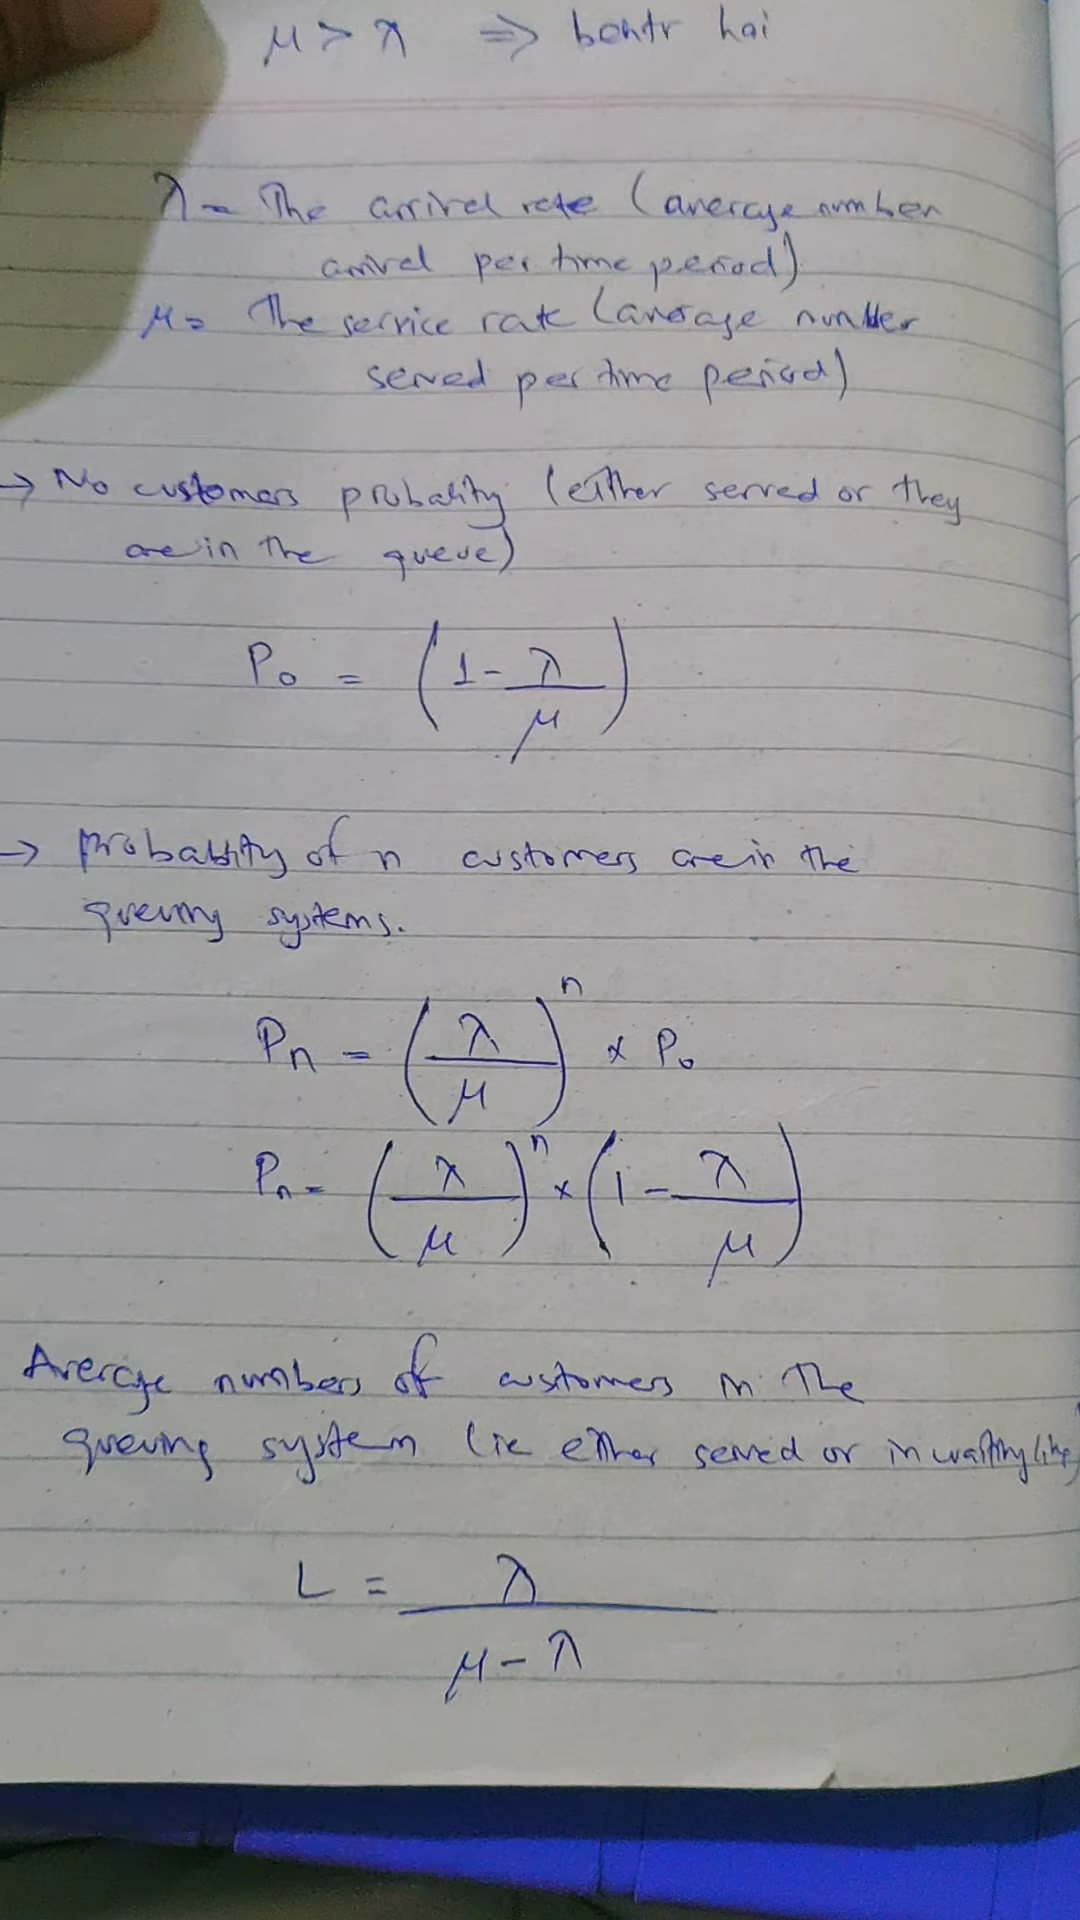 μ > λ ⇒ hai
λ = The arrival rate (average number
arrival per time period)
μ = The service rate (average number
served per time period)
→ No customers probality (either served or they
are in the queue)
P₀ = (1 - λ/μ)
→ probability of n customers are in the
queuing systems.
Pₙ = (λ/μ)ⁿ × P₀
Pₙ = (λ/μ)ⁿ × (1 - λ/μ)
Average numbers of customers in the
queuing system (ie either served or in waiting line)
L = λ/(μ - λ)